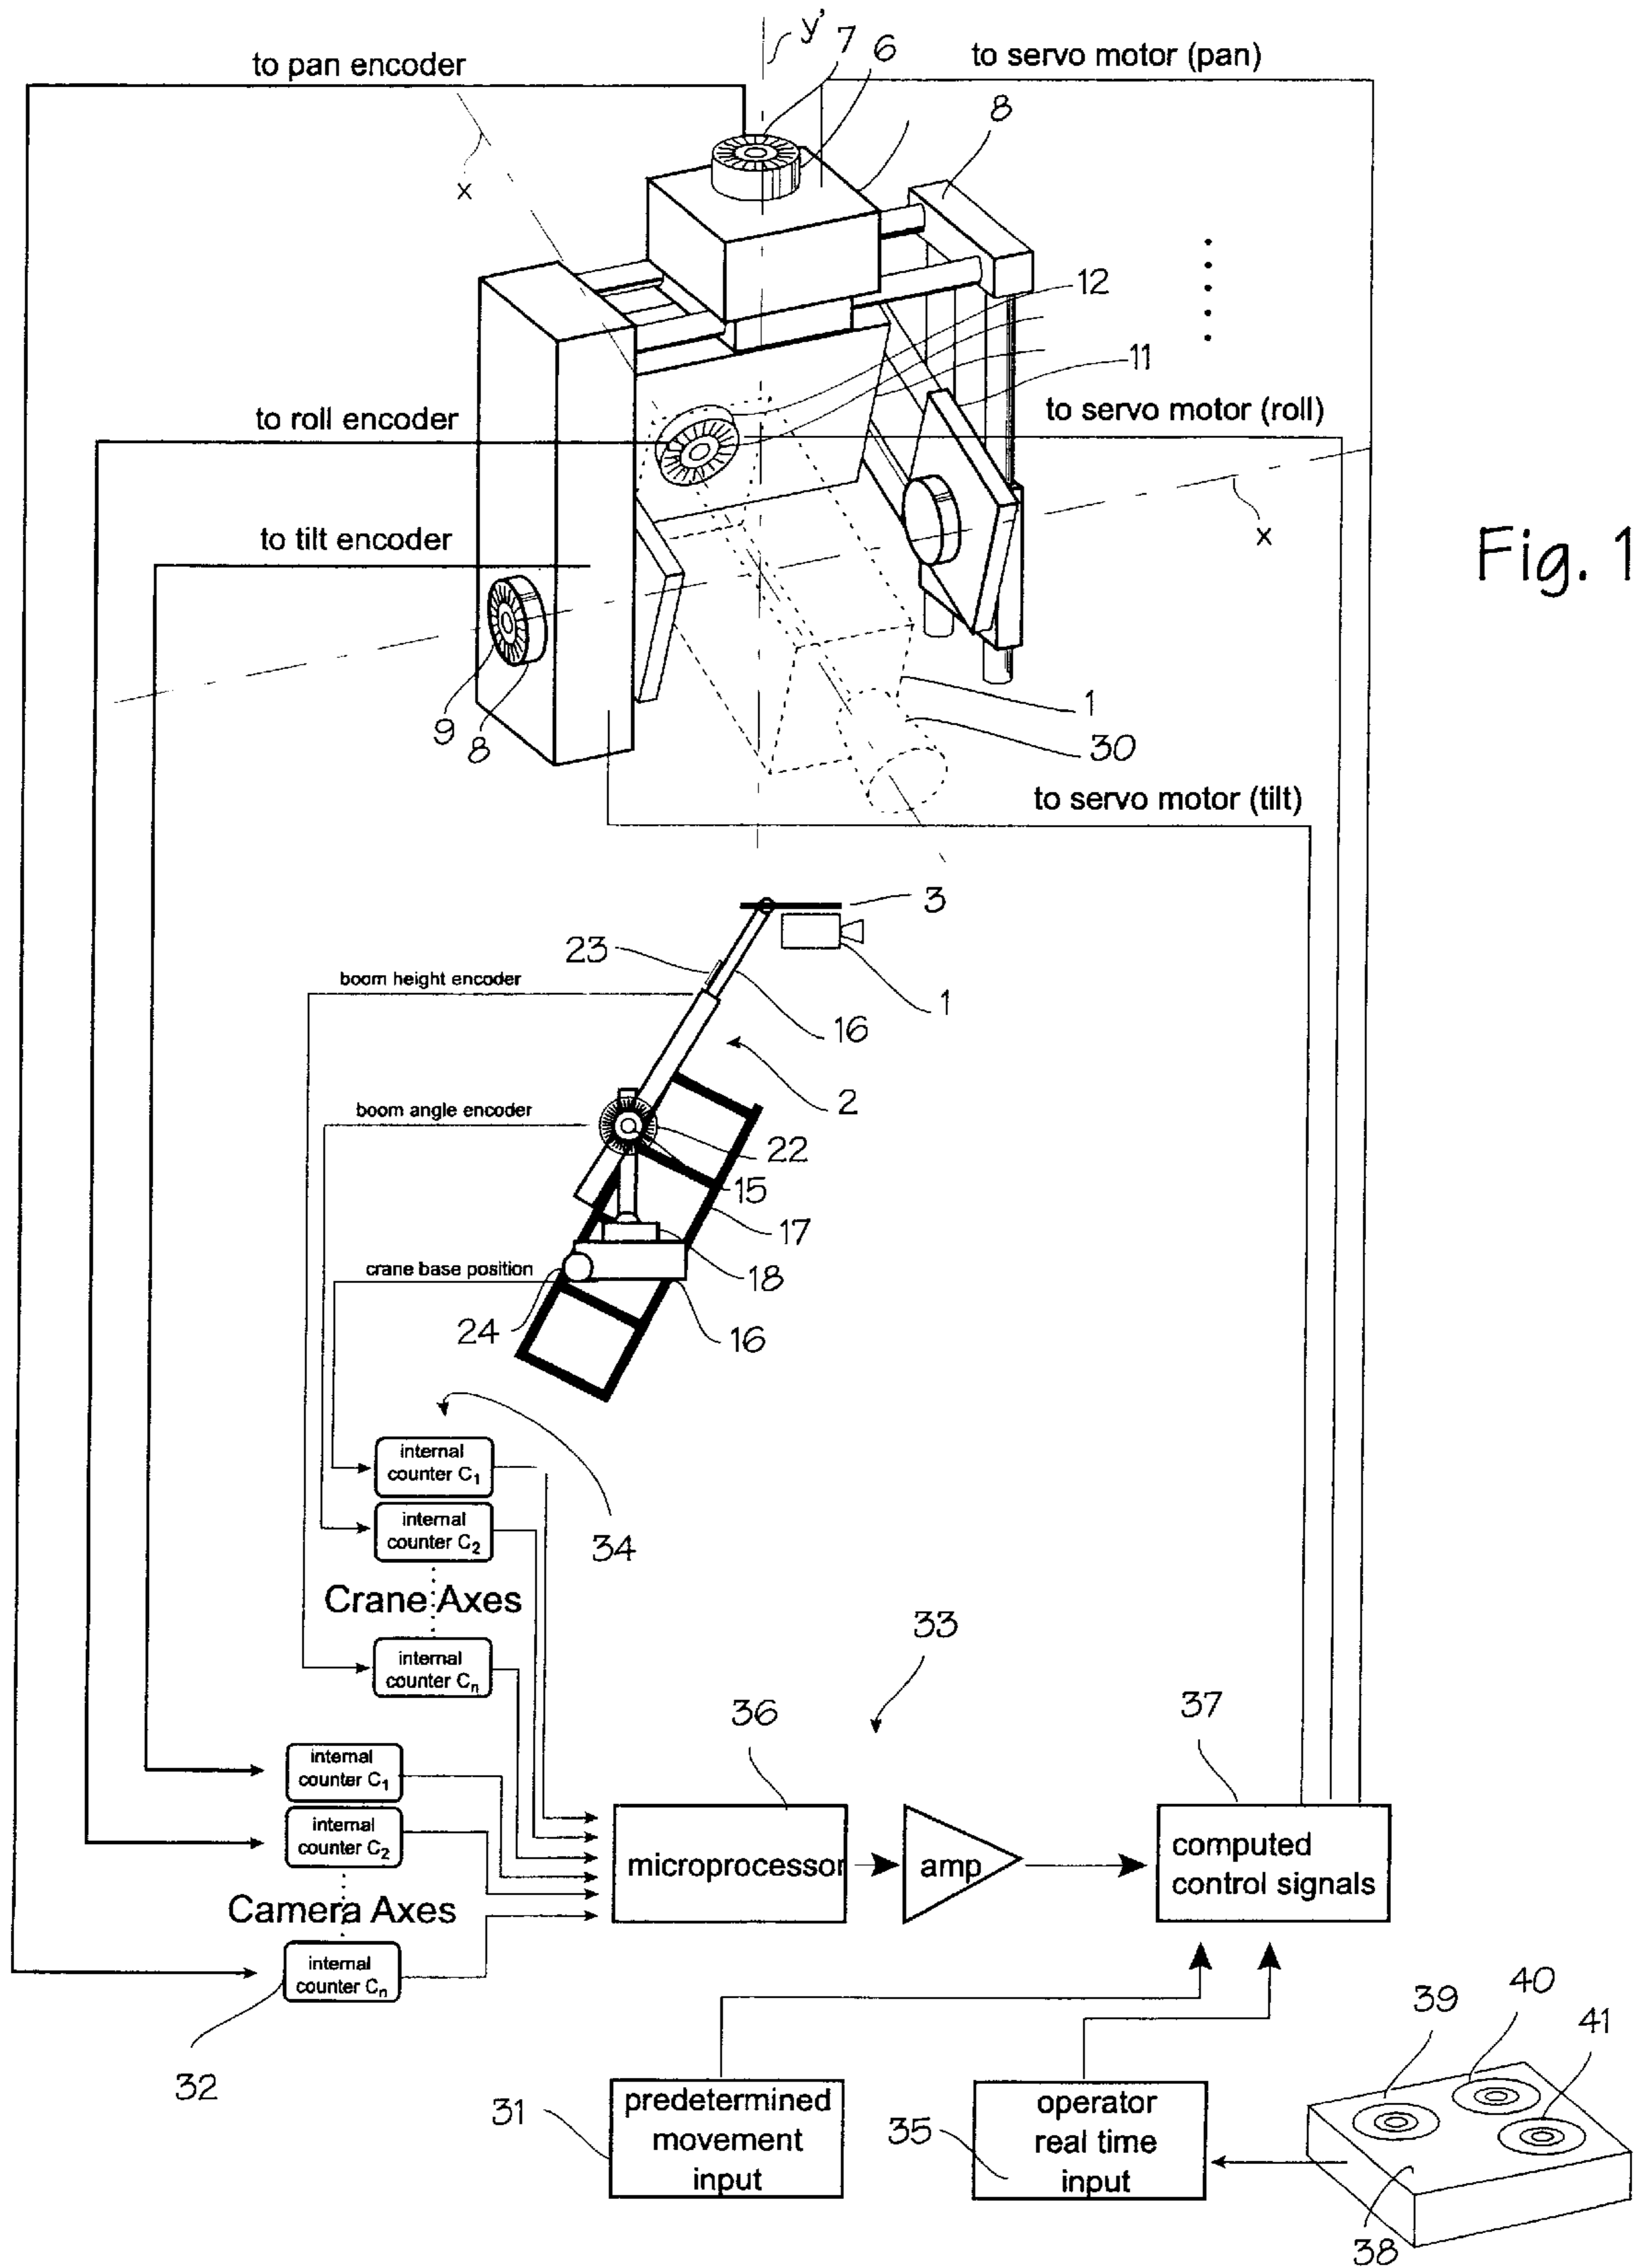 y'
7
6
to servo motor (pan)
to pan encoder
8
x
12
11
to servo motor (roll)
to roll encoder
to tilt encoder
x
Fig. 1
9
8
1
30
to servo motor (tilt)
3
23
boom height encoder
1
16
2
boom angle encoder
22
15
17
crane base position
18
24
16
internal
counter C1
internal
counter C2
34
Crane Axes
internal
counter Cn
33
36
37
internal
counter C1
internal
counter C2
microprocessor
amp
computed
control signals
Camera Axes
internal
counter Cn
32
39
40
41
31
predetermined
movement
input
35
operator
real time
input
38